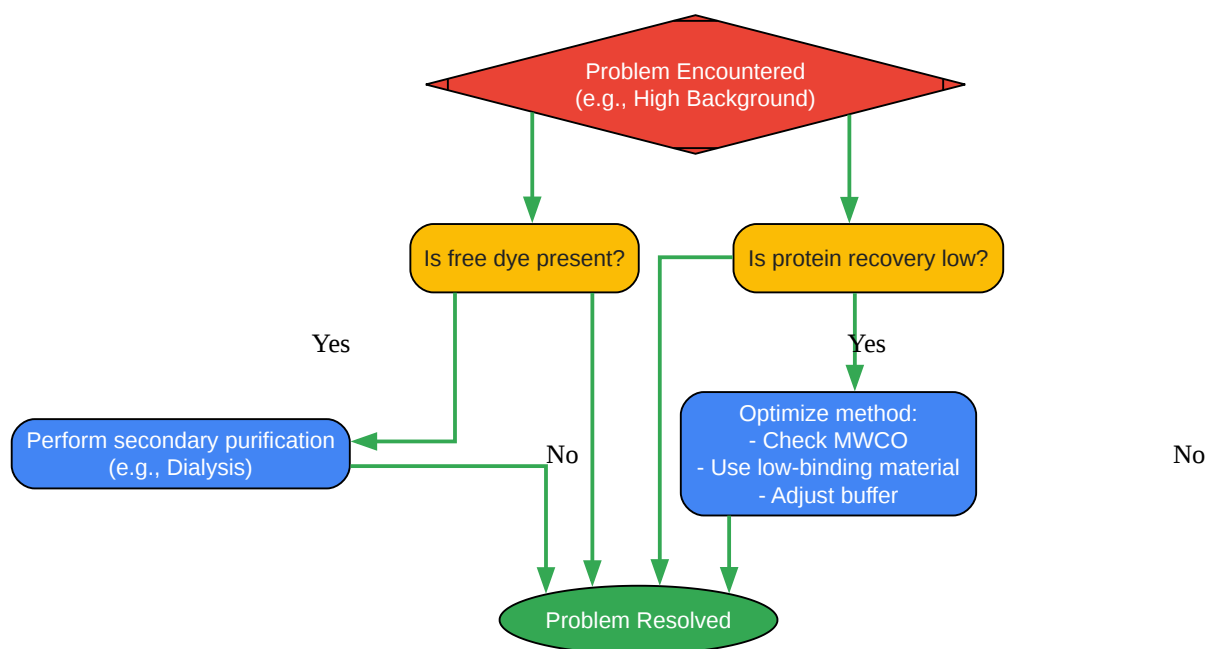 Problem Encountered
(e.g., High Background)
Is free dye present?
Is protein recovery low?
Yes
Yes
Optimize method:
- Check MWCO
- Use low-binding material
- Adjust buffer
Perform secondary purification
(e.g., Dialysis)
No
No
Problem Resolved